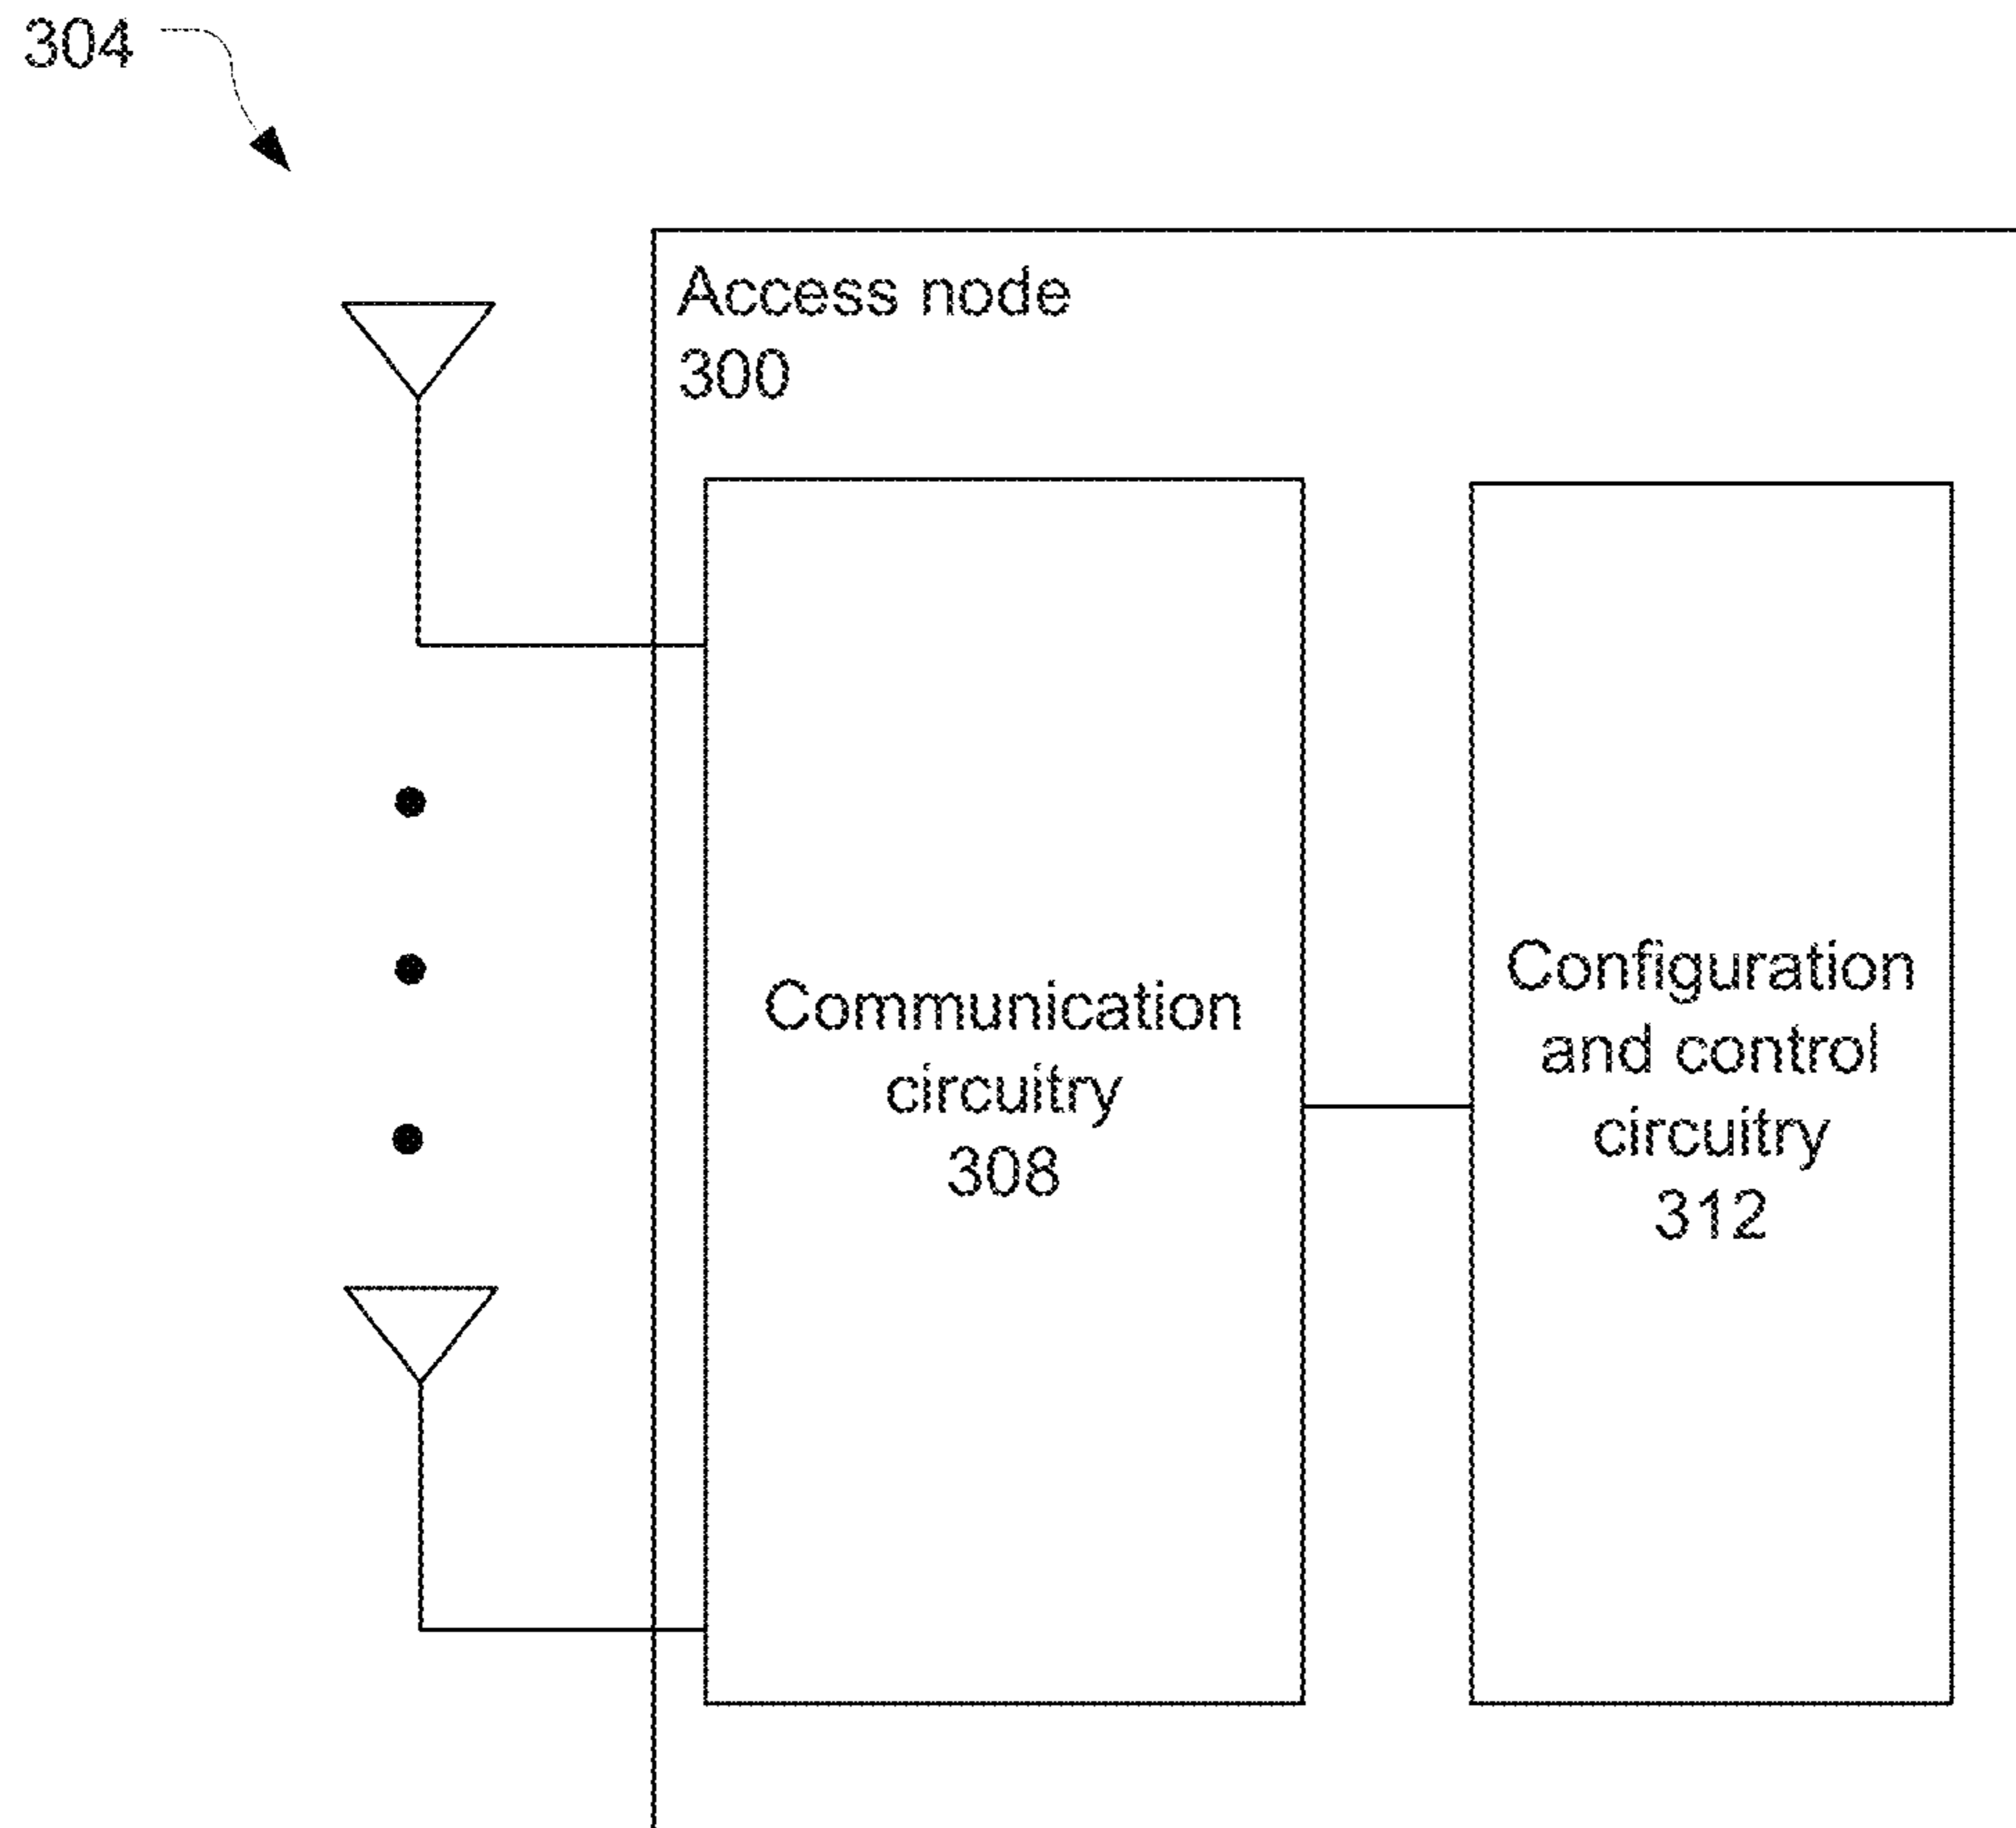 304
Access node
300
Communication
circuitry
308
Configuration
and control
circuitry
312